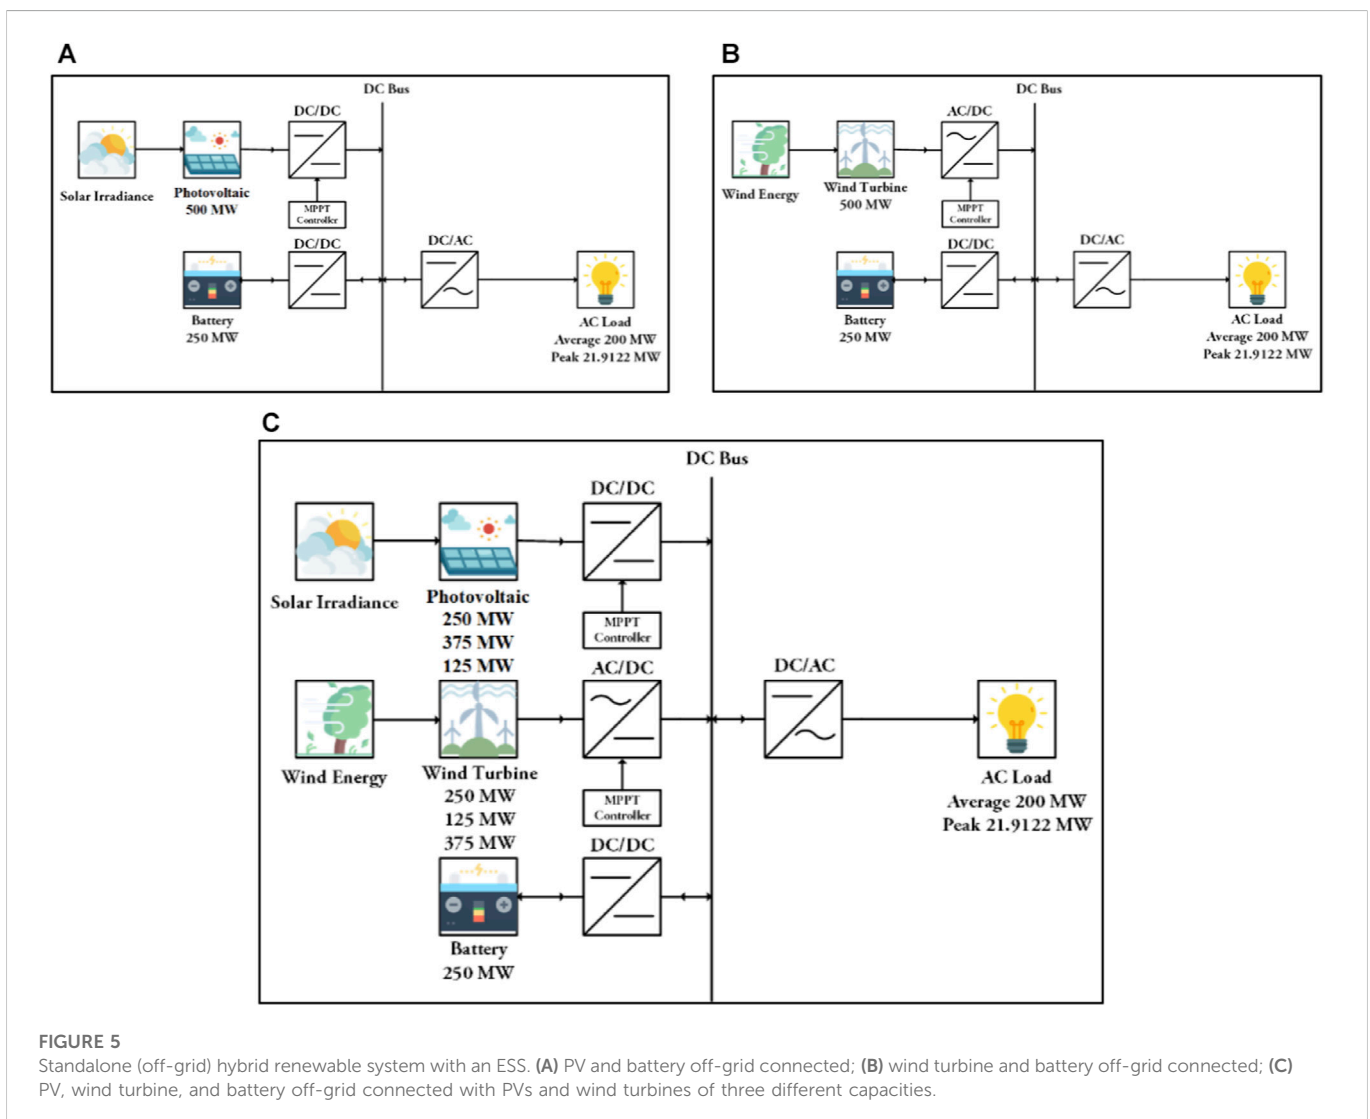 A
DC Bus
DC/DC
Solar Irradiance
Photovoltaic
500 MW
MPPT
Controller
DC/DC
DC/AC
Battery
250 MW
AC Load
Average 200 MW
Peak 21.9122 MW
B
DC Bus
AC/DC
Wind Energy
Wind Turbine
500 MW
MPPT
Controller
DC/DC
DC/AC
Battery
250 MW
AC Load
Average 200 MW
Peak 21.9122 MW
C
DC Bus
DC/DC
Solar Irradiance
Photovoltaic
250 MW
375 MW
125 MW
MPPT
Controller
AC/DC
DC/AC
Wind Energy
Wind Turbine
250 MW
125 MW
375 MW
MPPT
Controller
DC/DC
AC Load
Average 200 MW
Peak 21.9122 MW
Battery
250 MW
FIGURE 5
Standalone (off-grid) hybrid renewable system with an ESS. (A) PV and battery off-grid connected; (B) wind turbine and battery off-grid connected; (C)
PV, wind turbine, and battery off-grid connected with PVs and wind turbines of three different capacities.